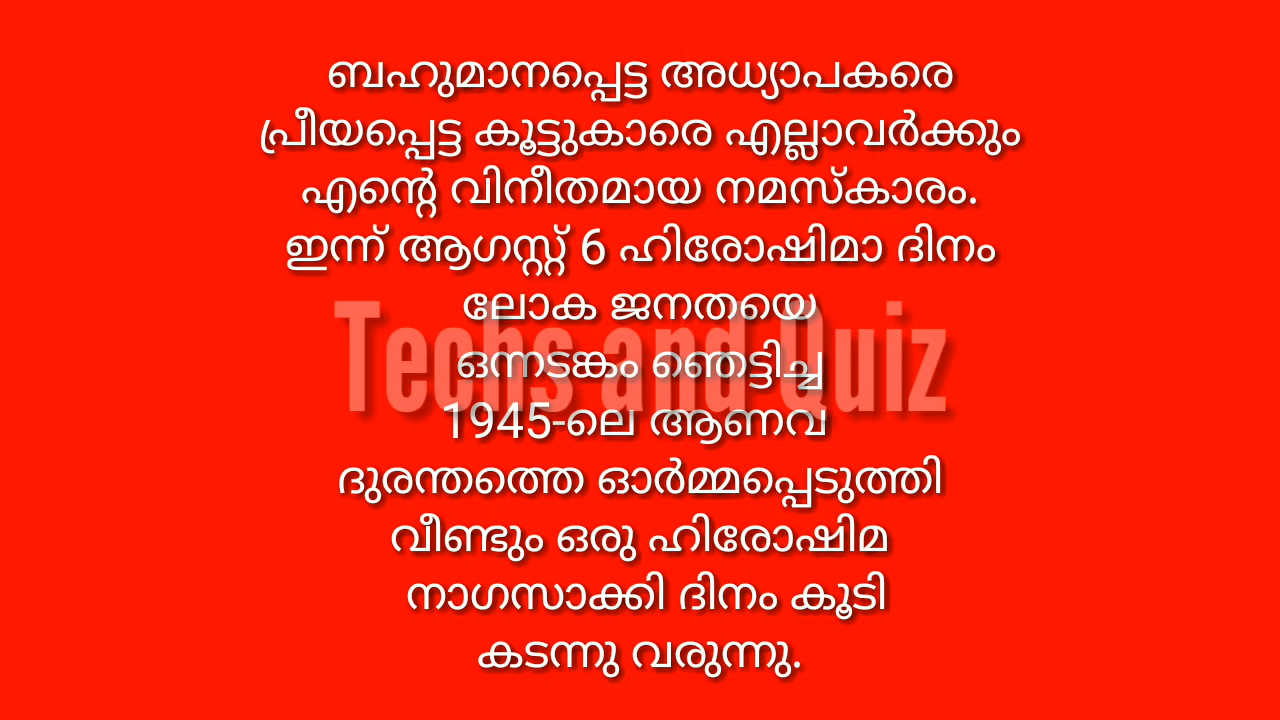 ബഹുമാനപ്പെട്ട അധ്യാപകരെ
പ്രീയപ്പെട്ട കൂട്ടുകാരെ എല്ലാവർക്കും
എന്റെ വിനീതമായ നമസ്കാരം.
ഇന്ന് ആഗസ്റ്റ് 6 ഹിരോഷിമാ ദിനം
ലോക ജനതയെ
ഒന്നടങ്കം ഞെട്ടിച്ച
1945-ലെ ആണവ
ദുരന്തത്തെ ഓർമ്മപ്പെടുത്തി
വീണ്ടും ഒരു ഹിരോഷിമ
നാഗസാക്കി ദിനം കൂടി
കടന്നു വരുന്നു.
Techs and Quiz